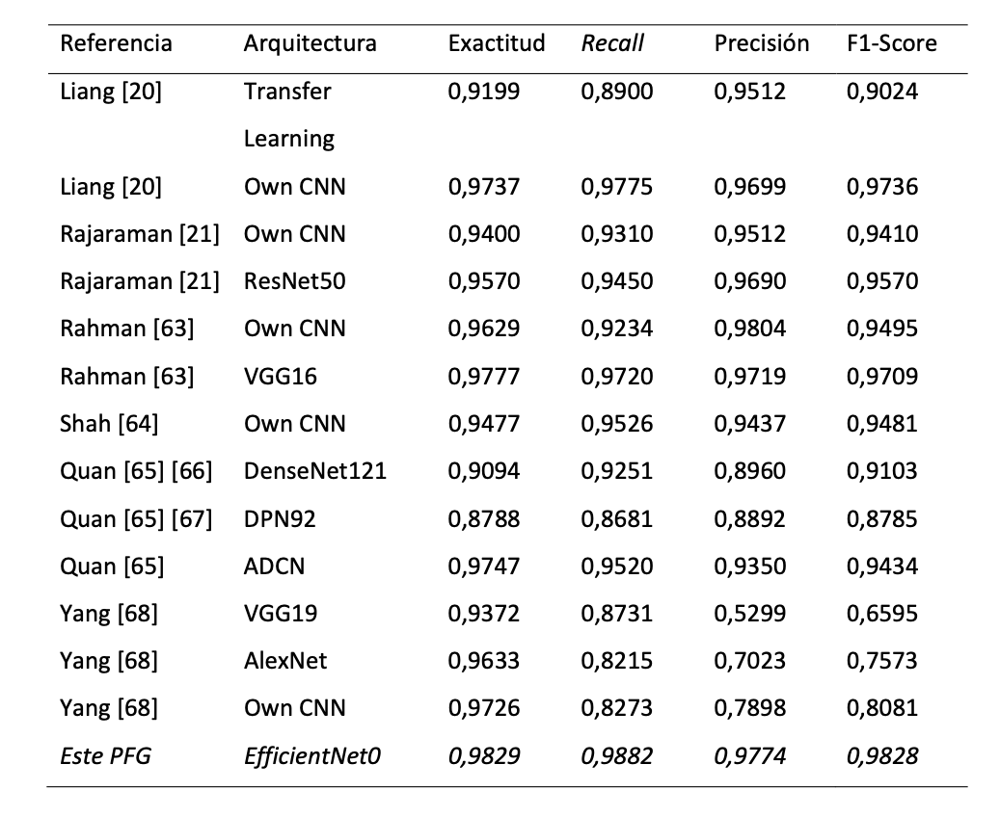 Referencia Arquitectura Exactitud Recall Precisión F1-Score
Liang [20] Transfer 0,9199 0,8900 0,9512 0,9024
Learning
Liang [20] Own CNN 0,9737 0,9775 0,9699 0,9736
Rajaraman [21] Own CNN 0,9400 0,9310 0,9512 0,9410
Rajaraman [21] ResNet50 0,9570 0,9450 0,9690 0,9570
Rahman [63] Own CNN 0,9629 0,9234 0,9804 0,9495
Rahman [63] VGG16 0,9777 0,9720 0,9719 0,9709
Shah [64] Own CNN 0,9477 0,9526 0,9437 0,9481
Quan [65] [66] DenseNet121 0,9094 0,9251 0,8960 0,9103
Quan [65] [67] DPN92 0,8788 0,8681 0,8892 0,8785
Quan [65] ADCN 0,9747 0,9520 0,9350 0,9434
Yang [68] VGG19 0,9372 0,8731 0,5299 0,6595
Yang [68] AlexNet 0,9633 0,8215 0,7023 0,7573
Yang [68] Own CNN 0,9726 0,8273 0,7898 0,8081
Este PFG EfficientNet0 0,9829 0,9882 0,9774 0,9828